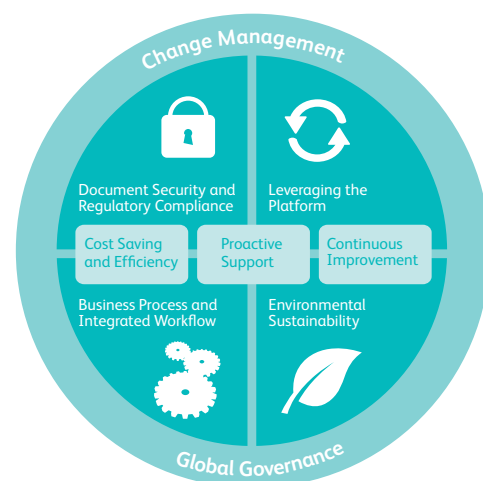 Change Management
Document Security and
Regulatory Compliance
Leveraging the
Platform
Cost Saving
and Efficiency
Proactive
Support
Continuous
Improvement
Business Process and
Integrated Workflow
Environmental
Sustainability
Global Governance